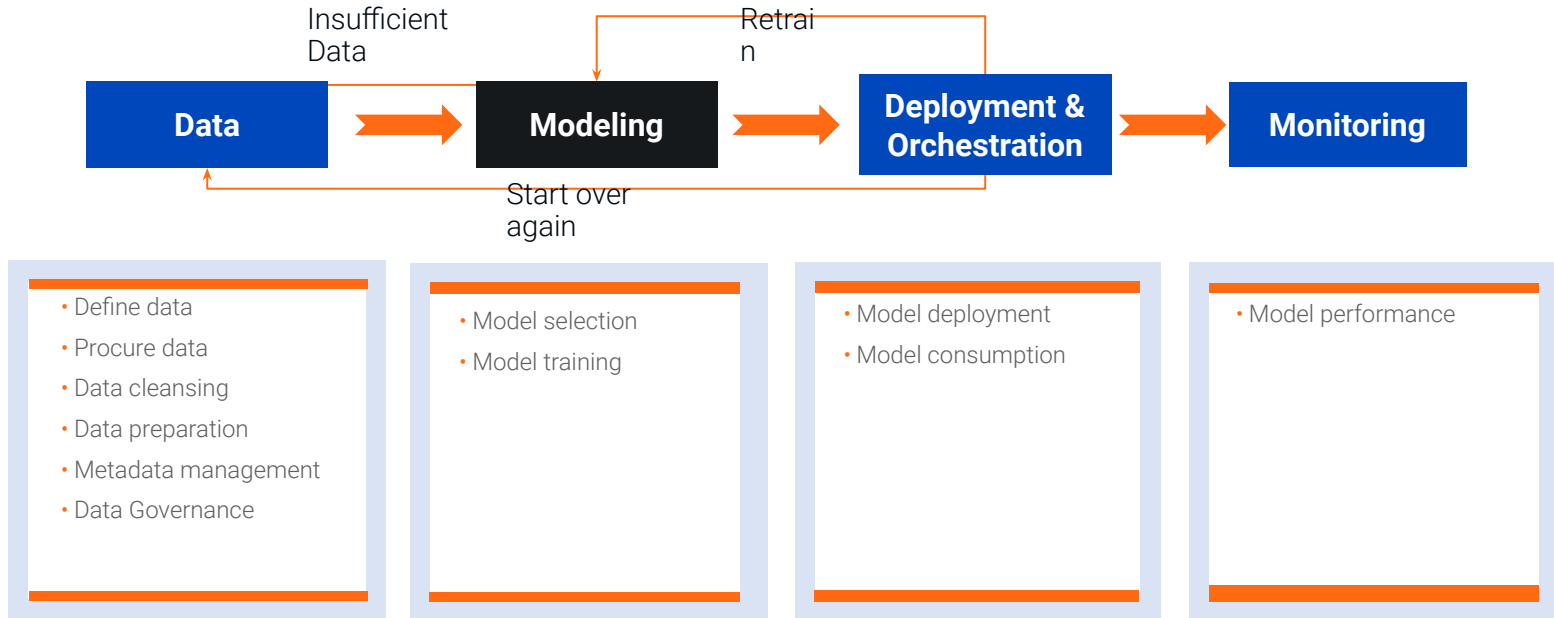 Insufficient
Data
Retrai
n
Data
Modeling
Deployment &
Orchestration
Monitoring
Start over
again
• Define data
• Procure data
• Data cleansing
• Data preparation
• Metadata management
• Data Governance
• Model selection
• Model training
• Model deployment
• Model consumption
• Model performance